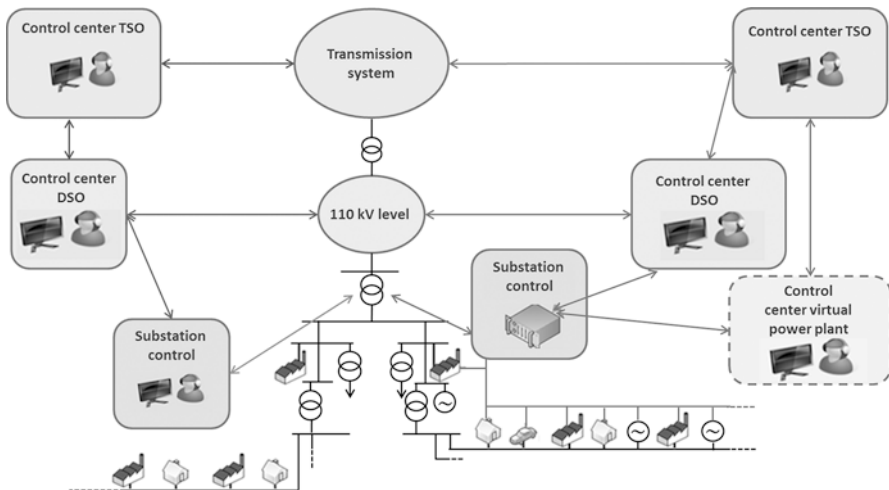 Control center TSO
Transmission
system
Control center TSO
Control center
DSO
110 kV level
Control center
DSO
Substation
control
Control
center virtual
power plant
Substation
control